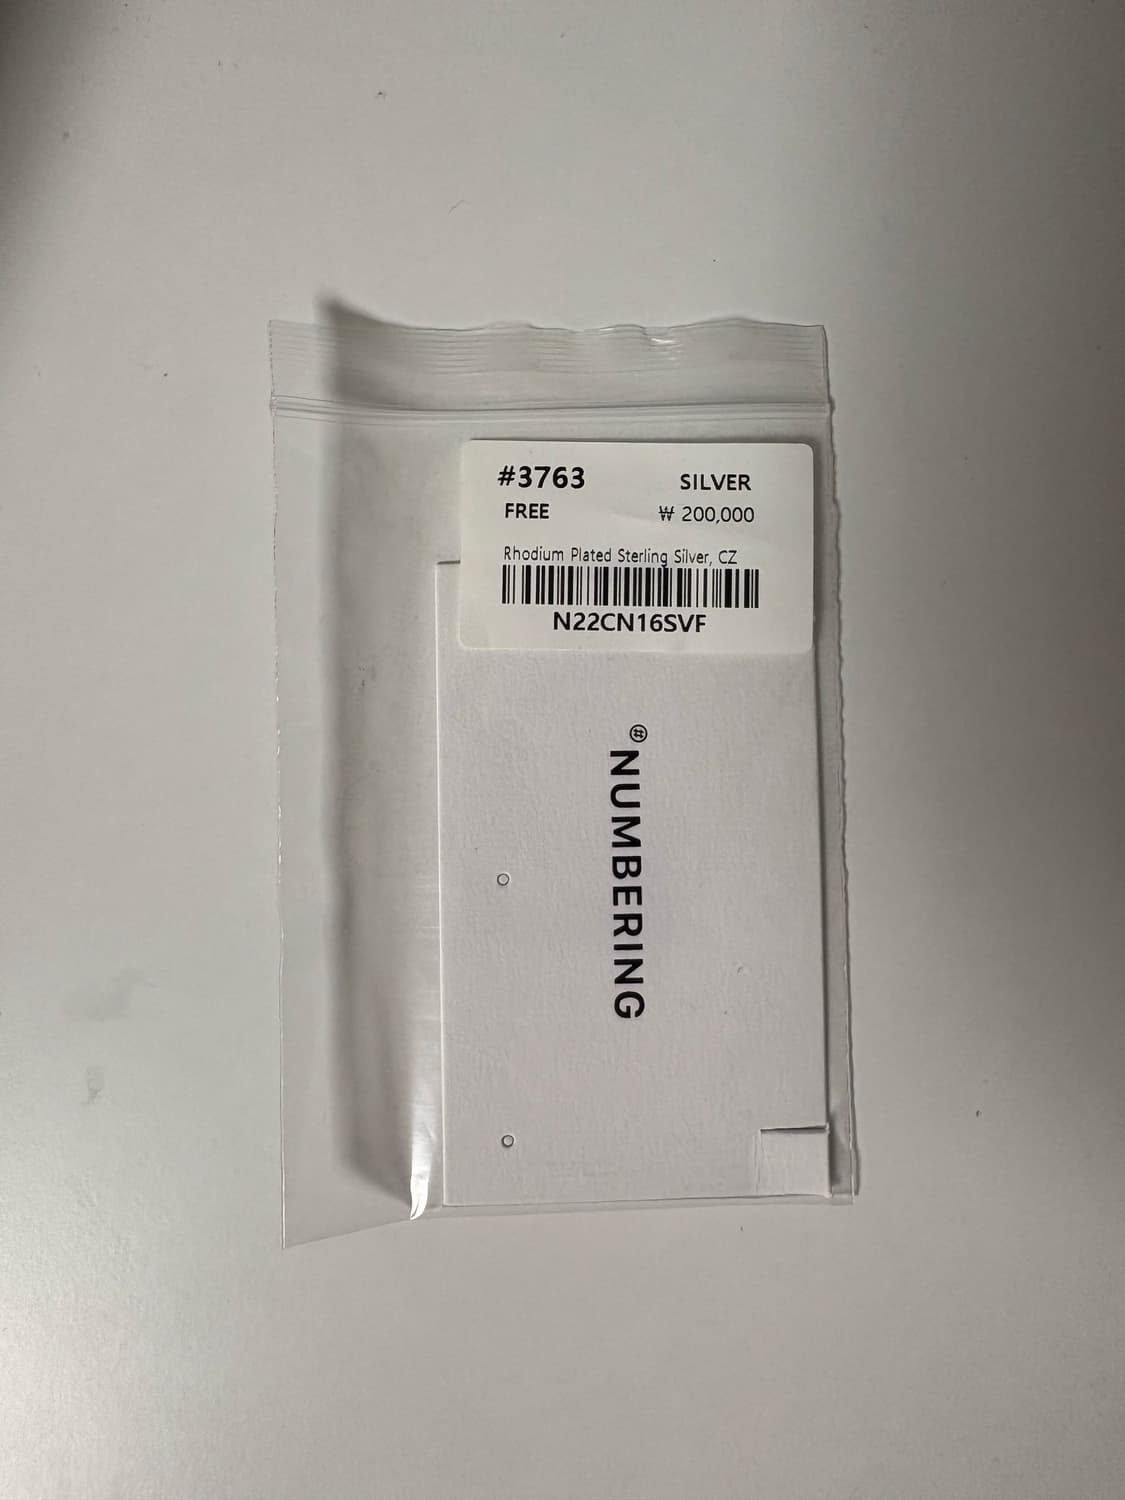 #3763 SILVER
FREE ₩ 200,000
Rhodium Plated Sterling Silver, CZ
N22CN16SVF
NUMBERING